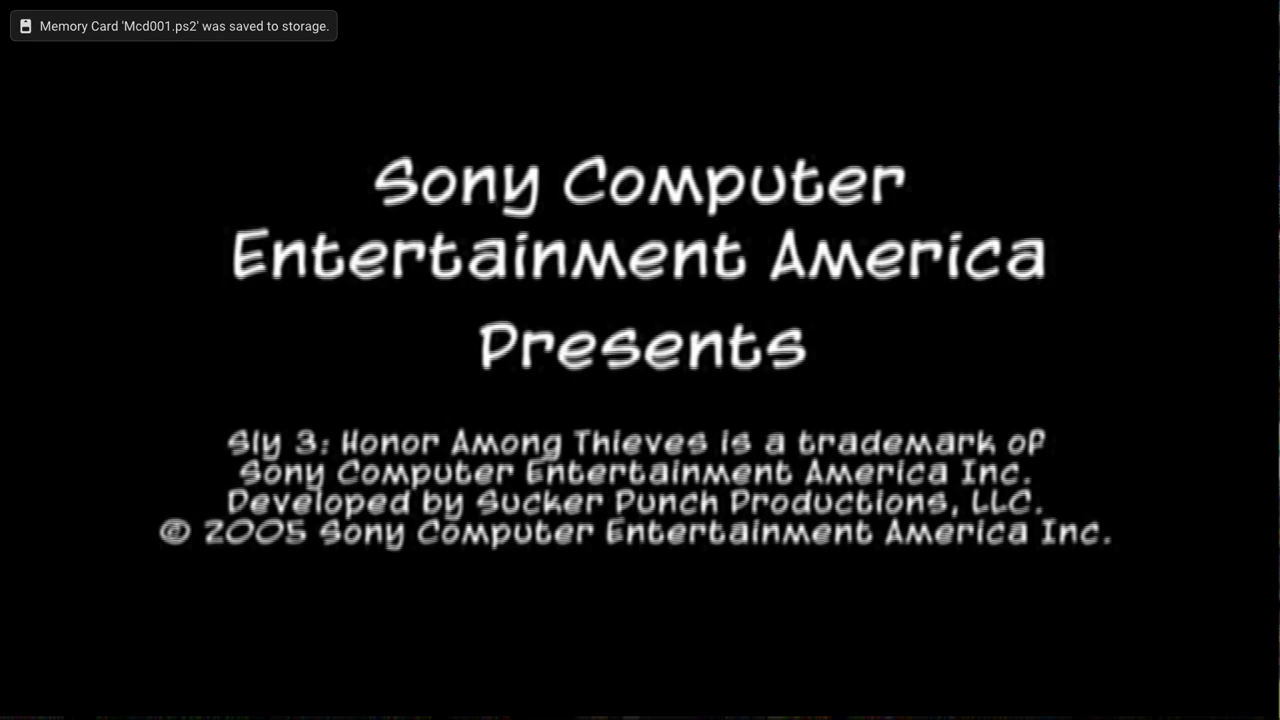 Memory Card 'Mcd001.ps2' was saved to storage.
Sony Computer
Entertainment America
Presents
Sly 3: Honor Among Thieves is a trademark of
Sony Computer Entertainment America Inc.
Developed by Sucker Punch Productions, LLC.
© 2005 Sony Computer Entertainment America Inc.